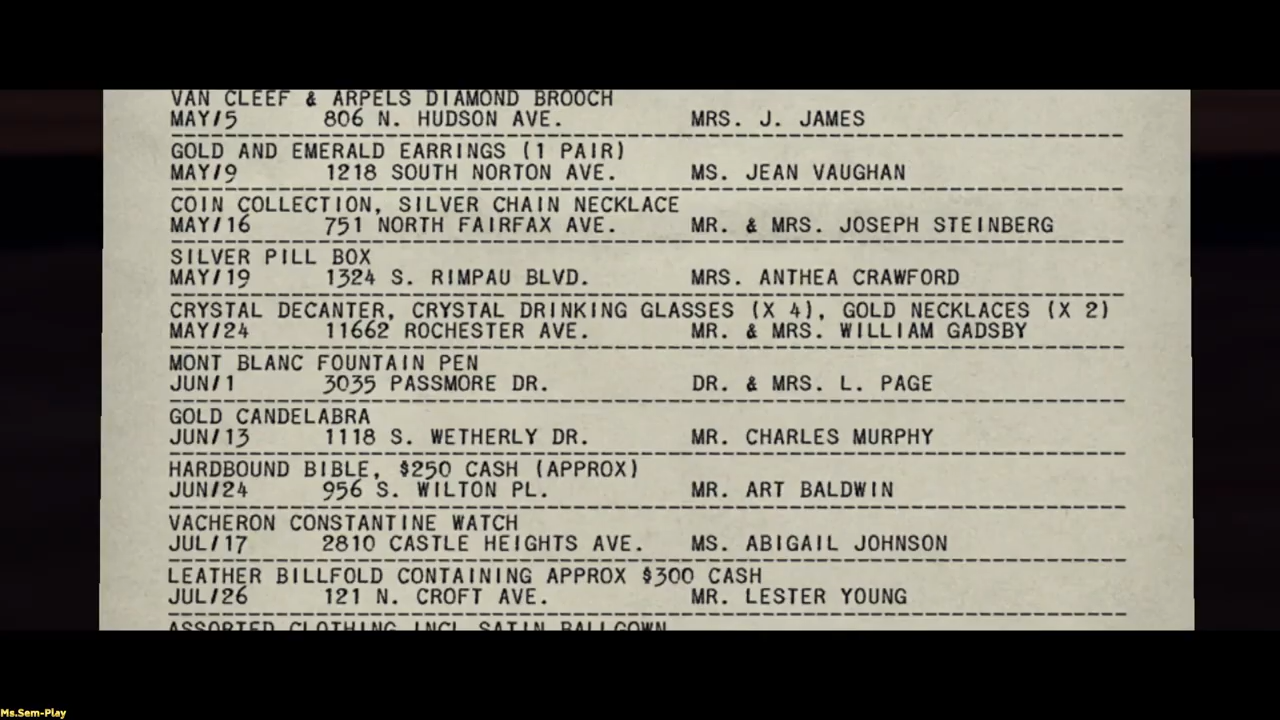 VAN CLEEF & ARPELS DIAMOND BROOCH
MAY/5 806 N. HUDSON AVE. MRS. J. JAMES
GOLD AND EMERALD EARRINGS (1 PAIR)
MAY/9 1218 SOUTH NORTON AVE. MS. JEAN VAUGHAN
COIN COLLECTION, SILVER CHAIN NECKLACE
MAY/16 751 NORTH FAIRFAX AVE. MR. & MRS. JOSEPH STEINBERG
SILVER PILL BOX
MAY/19 1324 S. RIMPAU BLVD. MRS. ANTHEA CRAWFORD
CRYSTAL DECANTER, CRYSTAL DRINKING GLASSES (X 4), GOLD NECKLACES (X 2)
MAY/24 11662 ROCHESTER AVE. MR. & MRS. WILLIAM GADSBY
MONT BLANC FOUNTAIN PEN
JUN/1 3035 PASSMORE DR. DR. & MRS. L. PAGE
GOLD CANDELABRA
JUN/13 1118 S. WETHERLY DR. MR. CHARLES MURPHY
HARDBOUND BIBLE, $250 CASH (APPROX)
JUN/24 956 S. WILTON PL. MR. ART BALDWIN
VACHERON CONSTANTINE WATCH
JUL/17 2810 CASTLE HEIGHTS AVE. MS. ABIGAIL JOHNSON
LEATHER BILLFOLD CONTAINING APPROX $300 CASH
JUL/26 121 N. CROFT AVE. MR. LESTER YOUNG
ASSORTED CLOTHING INCL SATIN BALLGOWN
Ms.Sem-Play